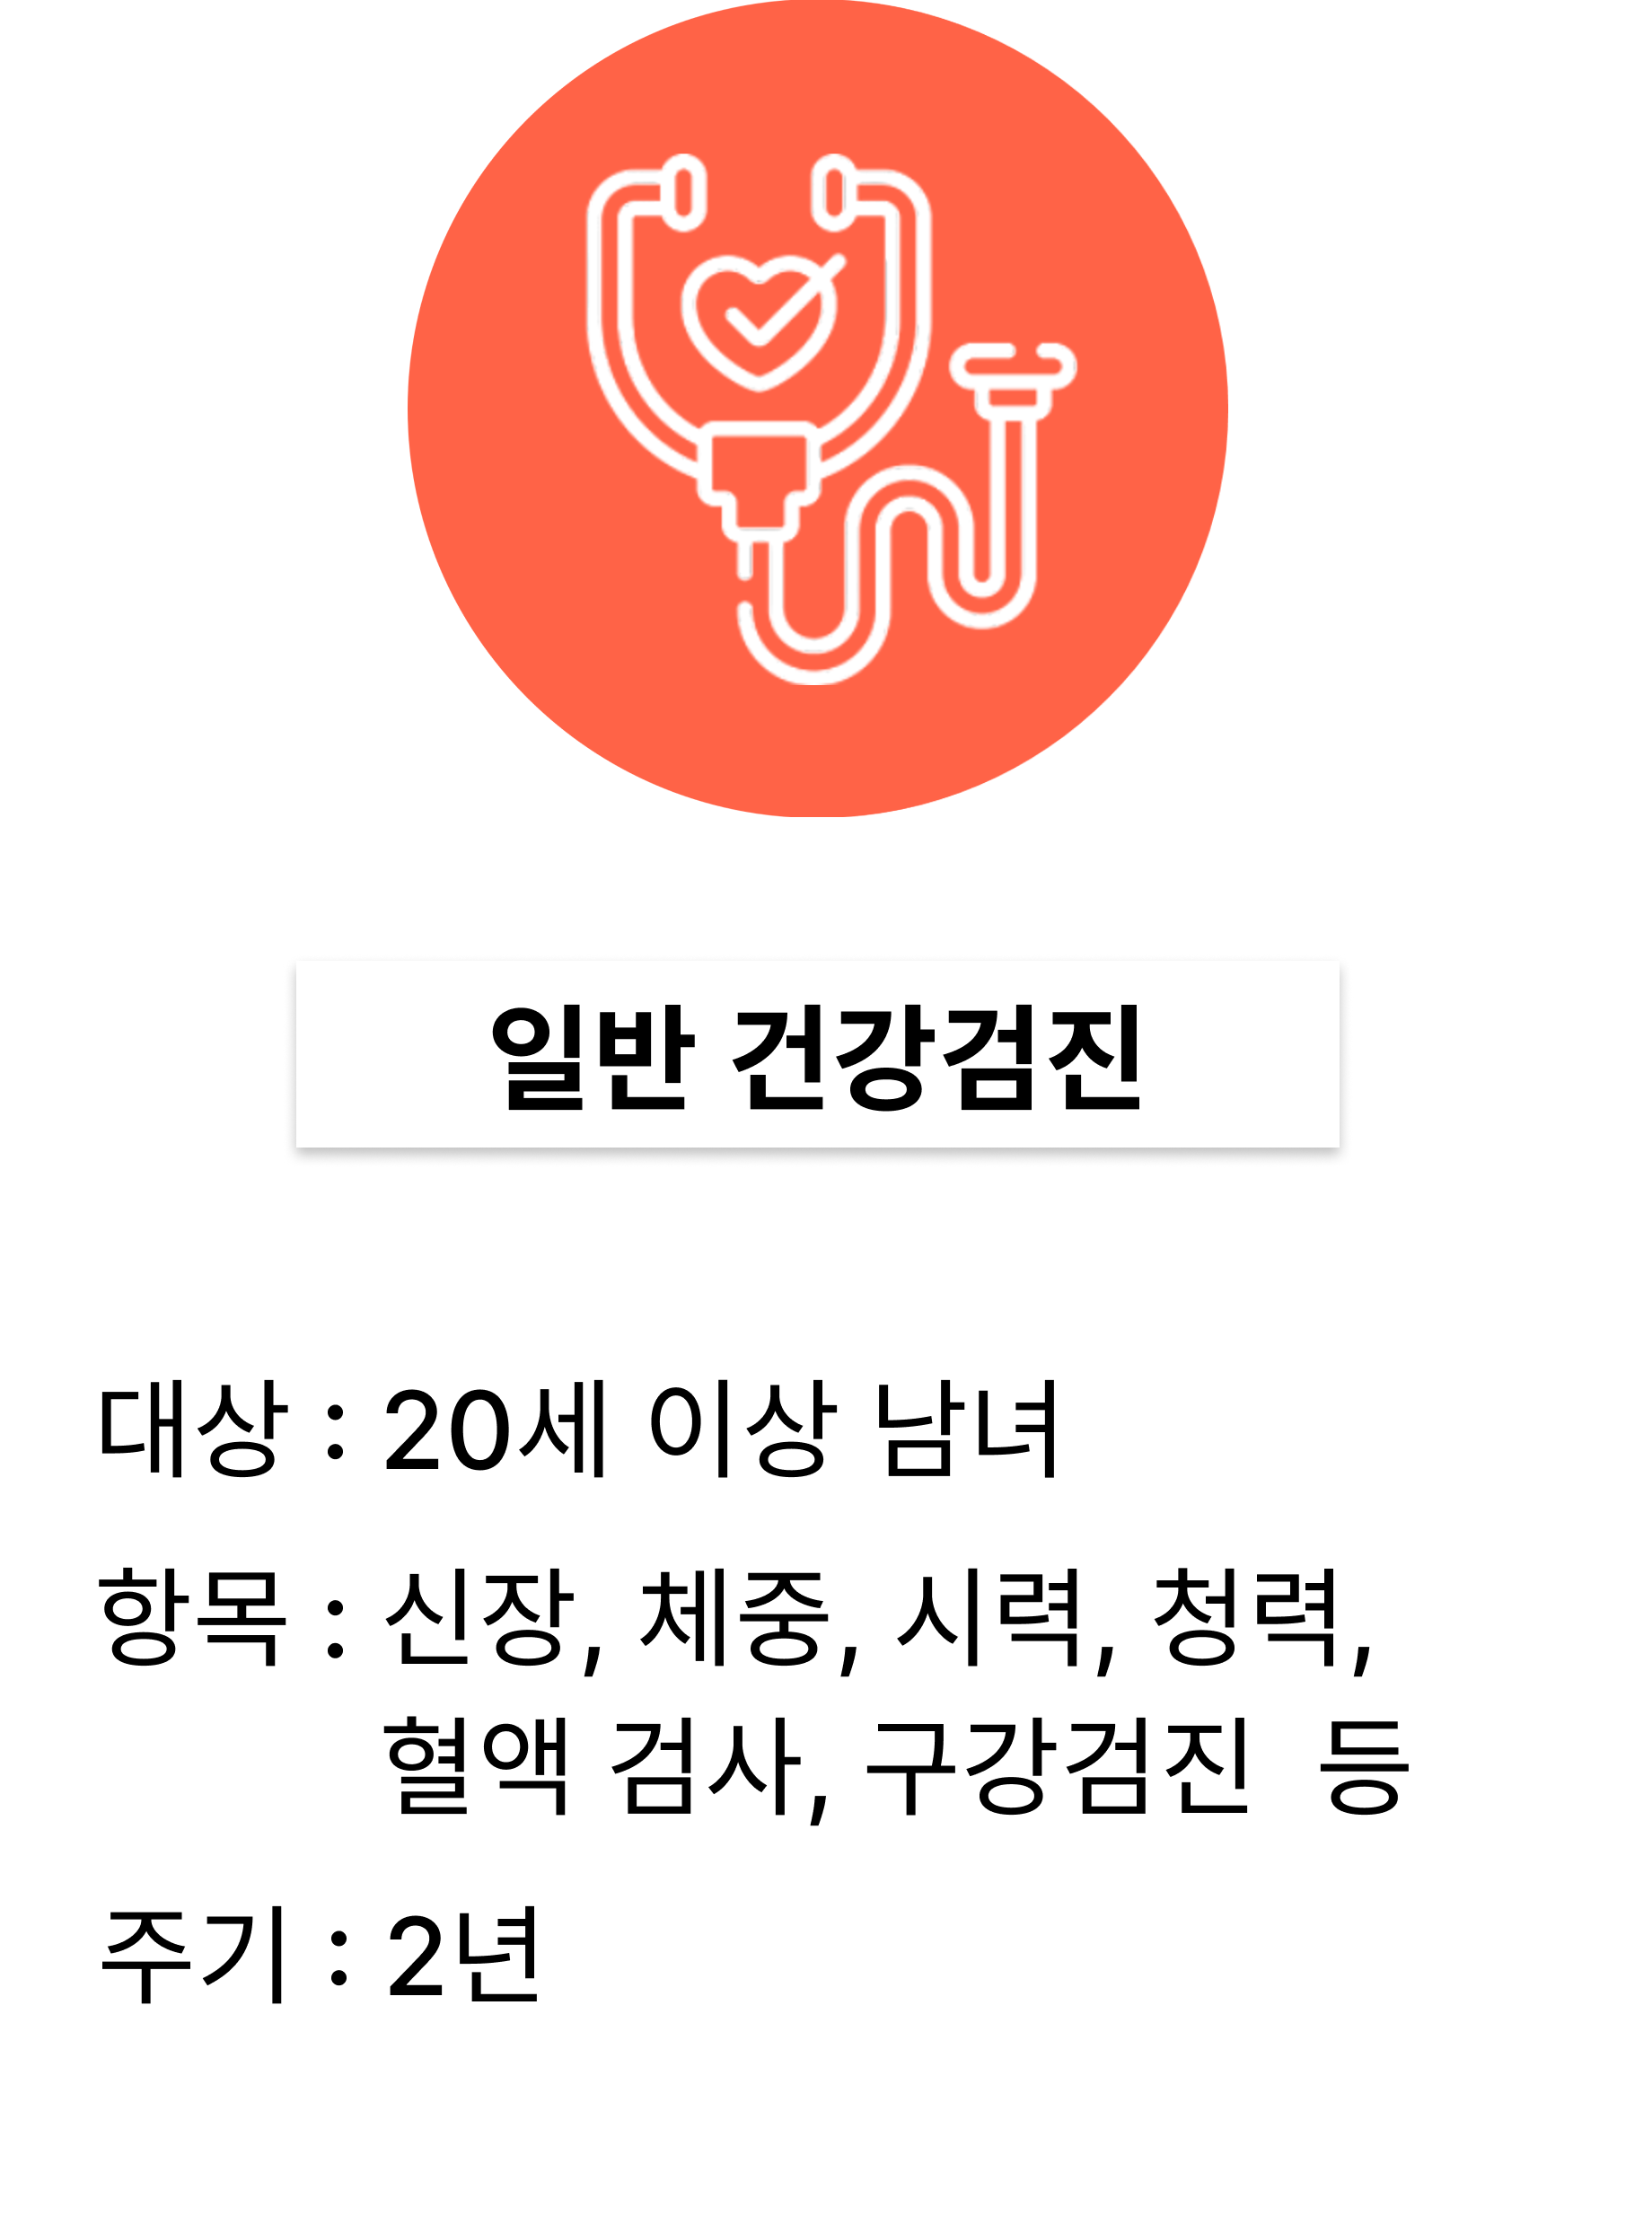 일반 건강검진
대상 : 20세 이상 남녀
항목 : 신장, 체중, 시력, 청력,
혈액 검사, 구강검진 등
주기 : 2년